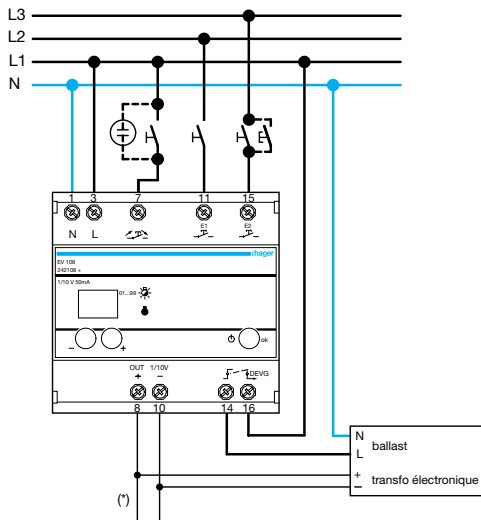 L3
L2
L1
N
1 3 7 11 15
N L E1 E2
:hager
EV 108
242108 s
1/10 V 50mA
01...99
- + ok
OUT 1/10V
+ - DEVG
8 10 14 16
N
L
ballast
+
-
transfo électronique
(*)